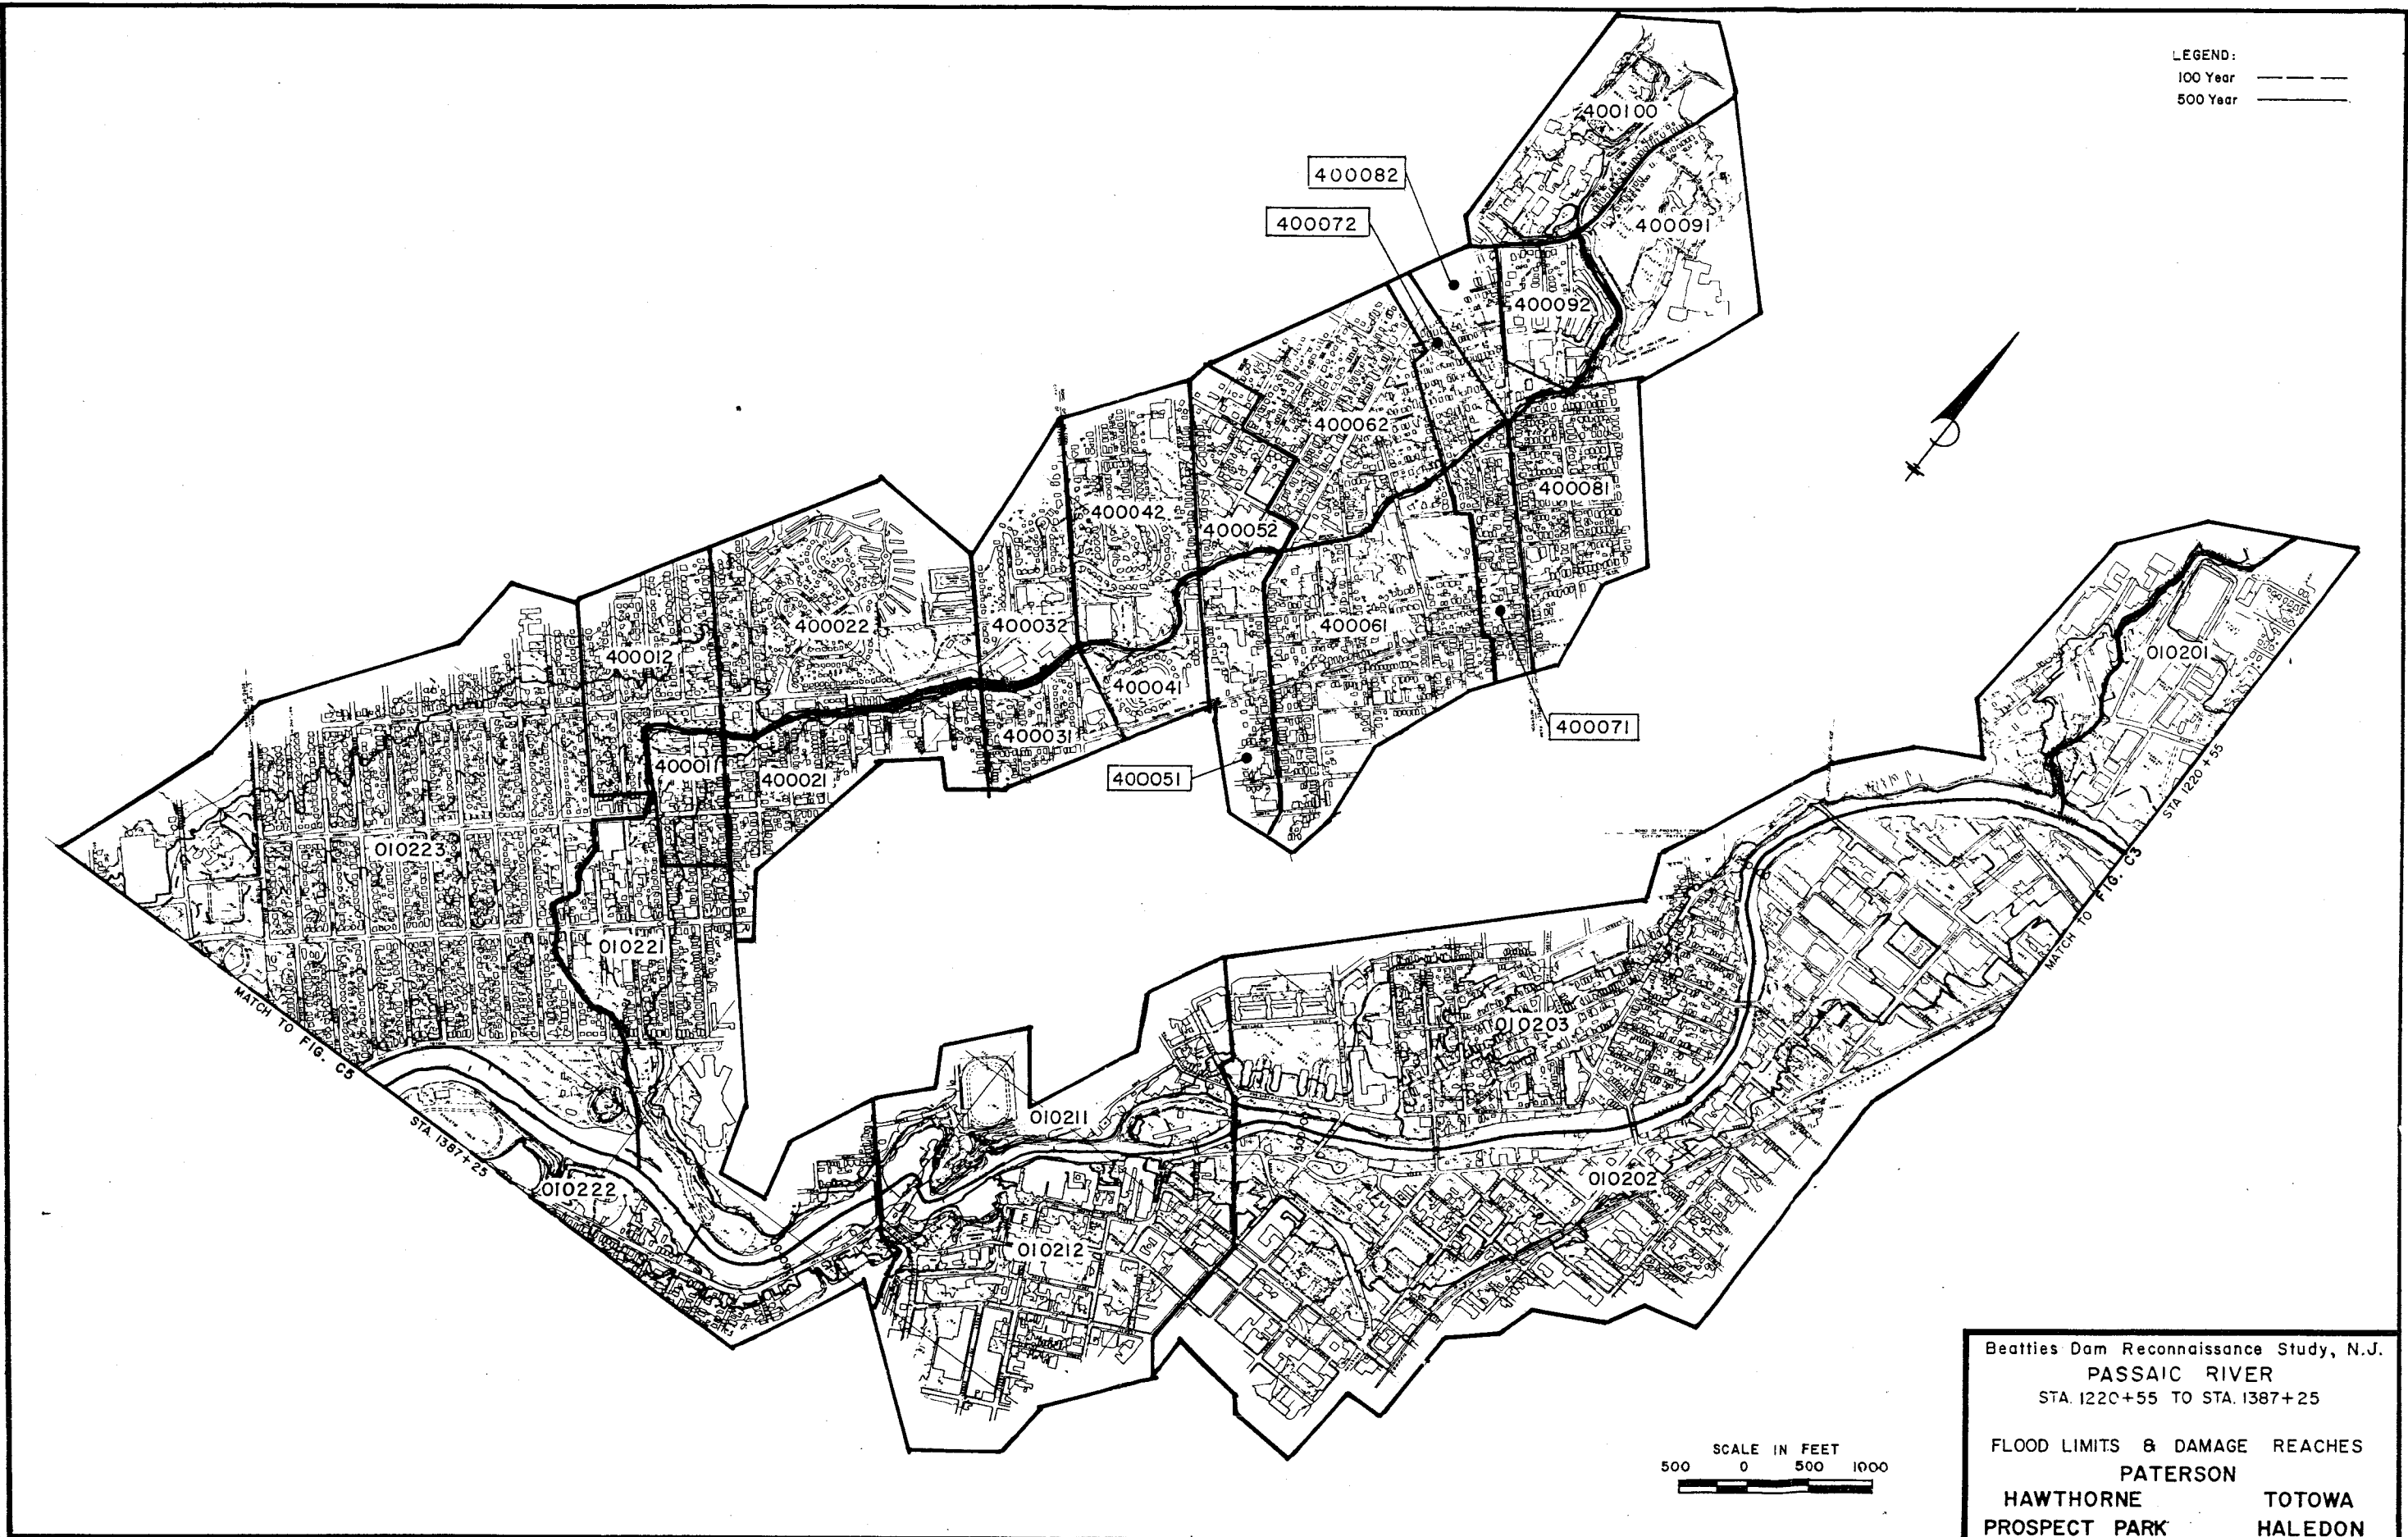 LEGEND:
100 Year
500 Year
400100
400082
400072
400091
400092
400062
400081
400042
400052
400022
400032
400061
010201
400012
400041
400071
400031
400011
400021
400051
STA 1220+55
010223
MATCH TO FIG. C3
010221
MATCH TO FIG. C5
010203
STA. 1387+25
010211
010222
010202
010212
SCALE IN FEET
500 0 500 1000
Beatties Dam Reconnaissance Study, N.J.
PASSAIC RIVER
STA. 1220+55 TO STA. 1387+25
FLOOD LIMITS & DAMAGE REACHES
PATERSON
HAWTHORNE TOTOWA
PROSPECT PARK HALEDON